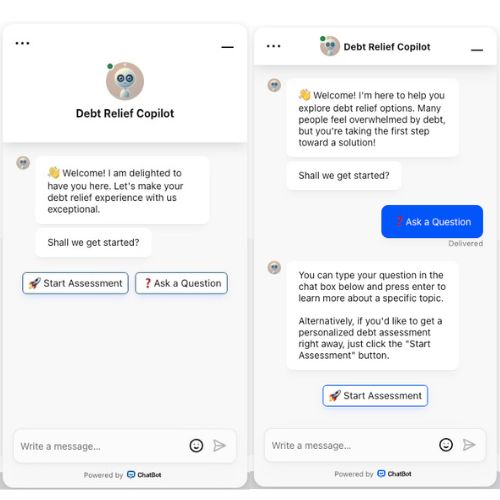 Debt Relief Copilot
👋 Welcome! I am delighted to
have you here. Let's make your
debt relief experience with us
exceptional.
Shall we get started?
🚀 Start Assessment
❓Ask a Question
Write a message...
Powered by ChatBot
Debt Relief Copilot
👋 Welcome! I'm here to help you
explore debt relief options. Many
people feel overwhelmed by debt,
but you're taking the first step
toward a solution!
Shall we get started?
❓Ask a Question
Delivered
You can type your question in the
chat box below and press enter to
learn more about a specific topic.
Alternatively, if you'd like to get a
personalized debt assessment
right away, just click the "Start
Assessment" button.
🚀 Start Assessment
Write a message...
Powered by ChatBot